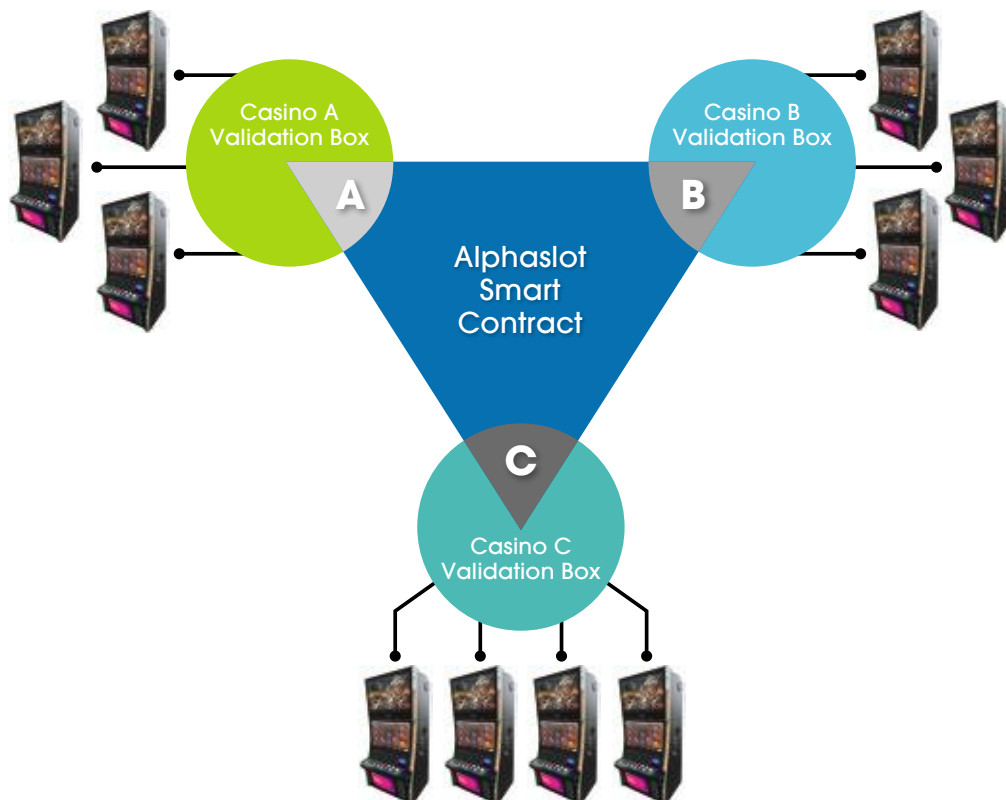 Casino A
Validation Box
Casino B
Validation Box
A
B
Alphaslot
Smart
Contract
C
Casino C
Validation Box